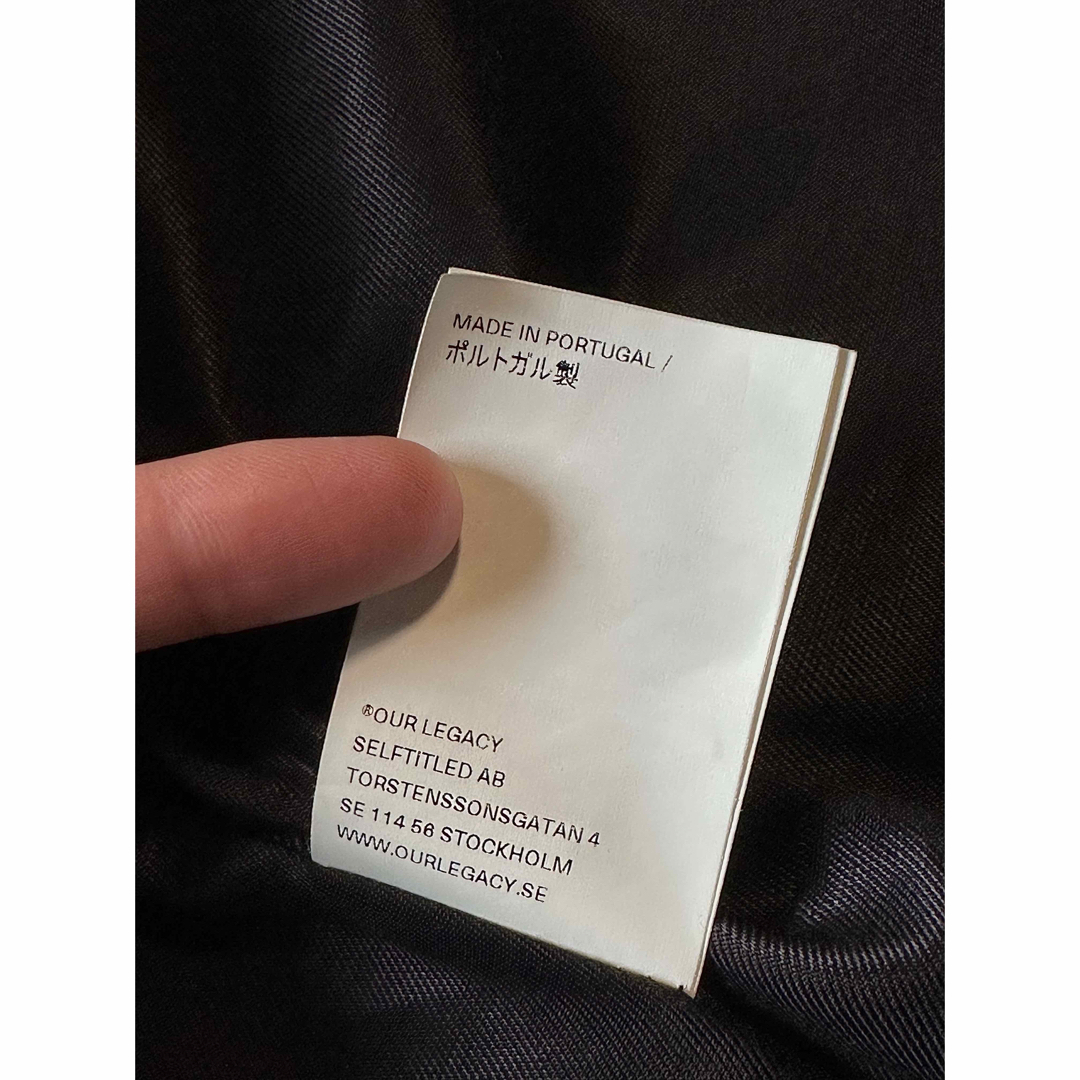 MADE IN PORTUGAL /
ポルトガル製
®OUR LEGACY
SELFTITLED AB
TORSTENSSONSGATAN 4
SE 114 56 STOCKHOLM
WWW.OURLEGACY.SE